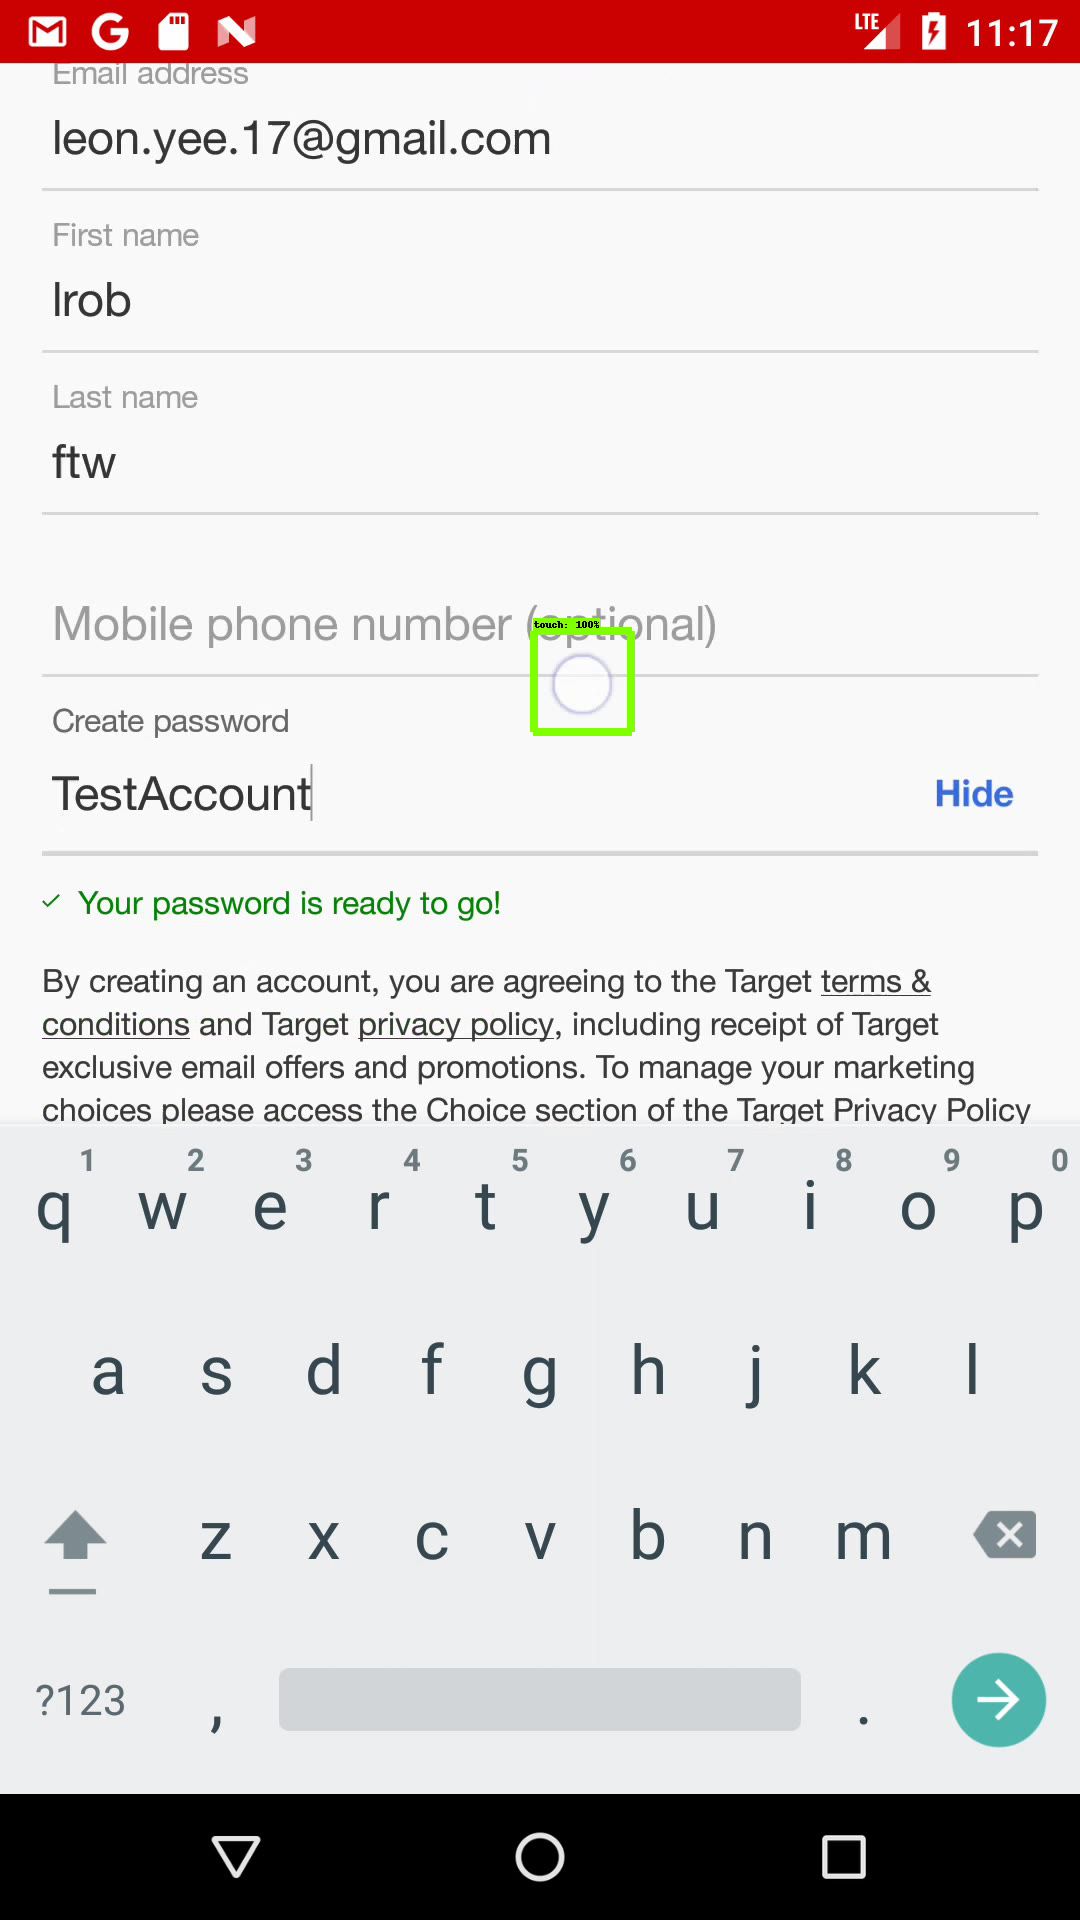 LTE 11:17
Email address
leon.yee.17@gmail.com
First name
lrob
Last name
ftw
Mobile phone number (optional)
touch: 100%
Create password
TestAccount
Hide
Your password is ready to go!
By creating an account, you are agreeing to the Target terms &
conditions and Target privacy policy, including receipt of Target
exclusive email offers and promotions. To manage your marketing
choices please access the Choice section of the Target Privacy Policy
1 2 3 4 5 6 7 8 9 0
q w e r t y u i o p
a s d f g h j k l
z x c v b n m
?123 , .